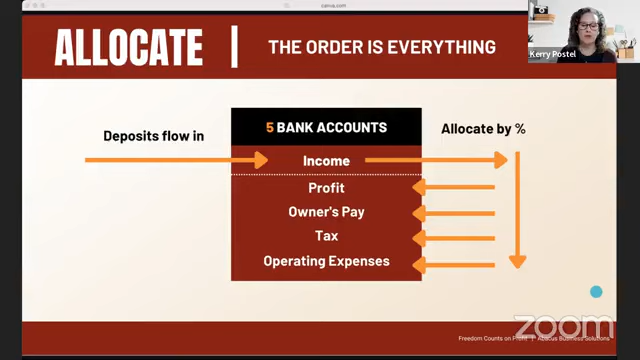 canva.com
ALLOCATE | THE ORDER IS EVERYTHING
Kerry Postel
Deposits flow in
5 BANK ACCOUNTS
Allocate by %
Income
Profit
Owner's Pay
Tax
Operating Expenses
Freedom Counts on Profit | Abacus Business Solutions
zoom